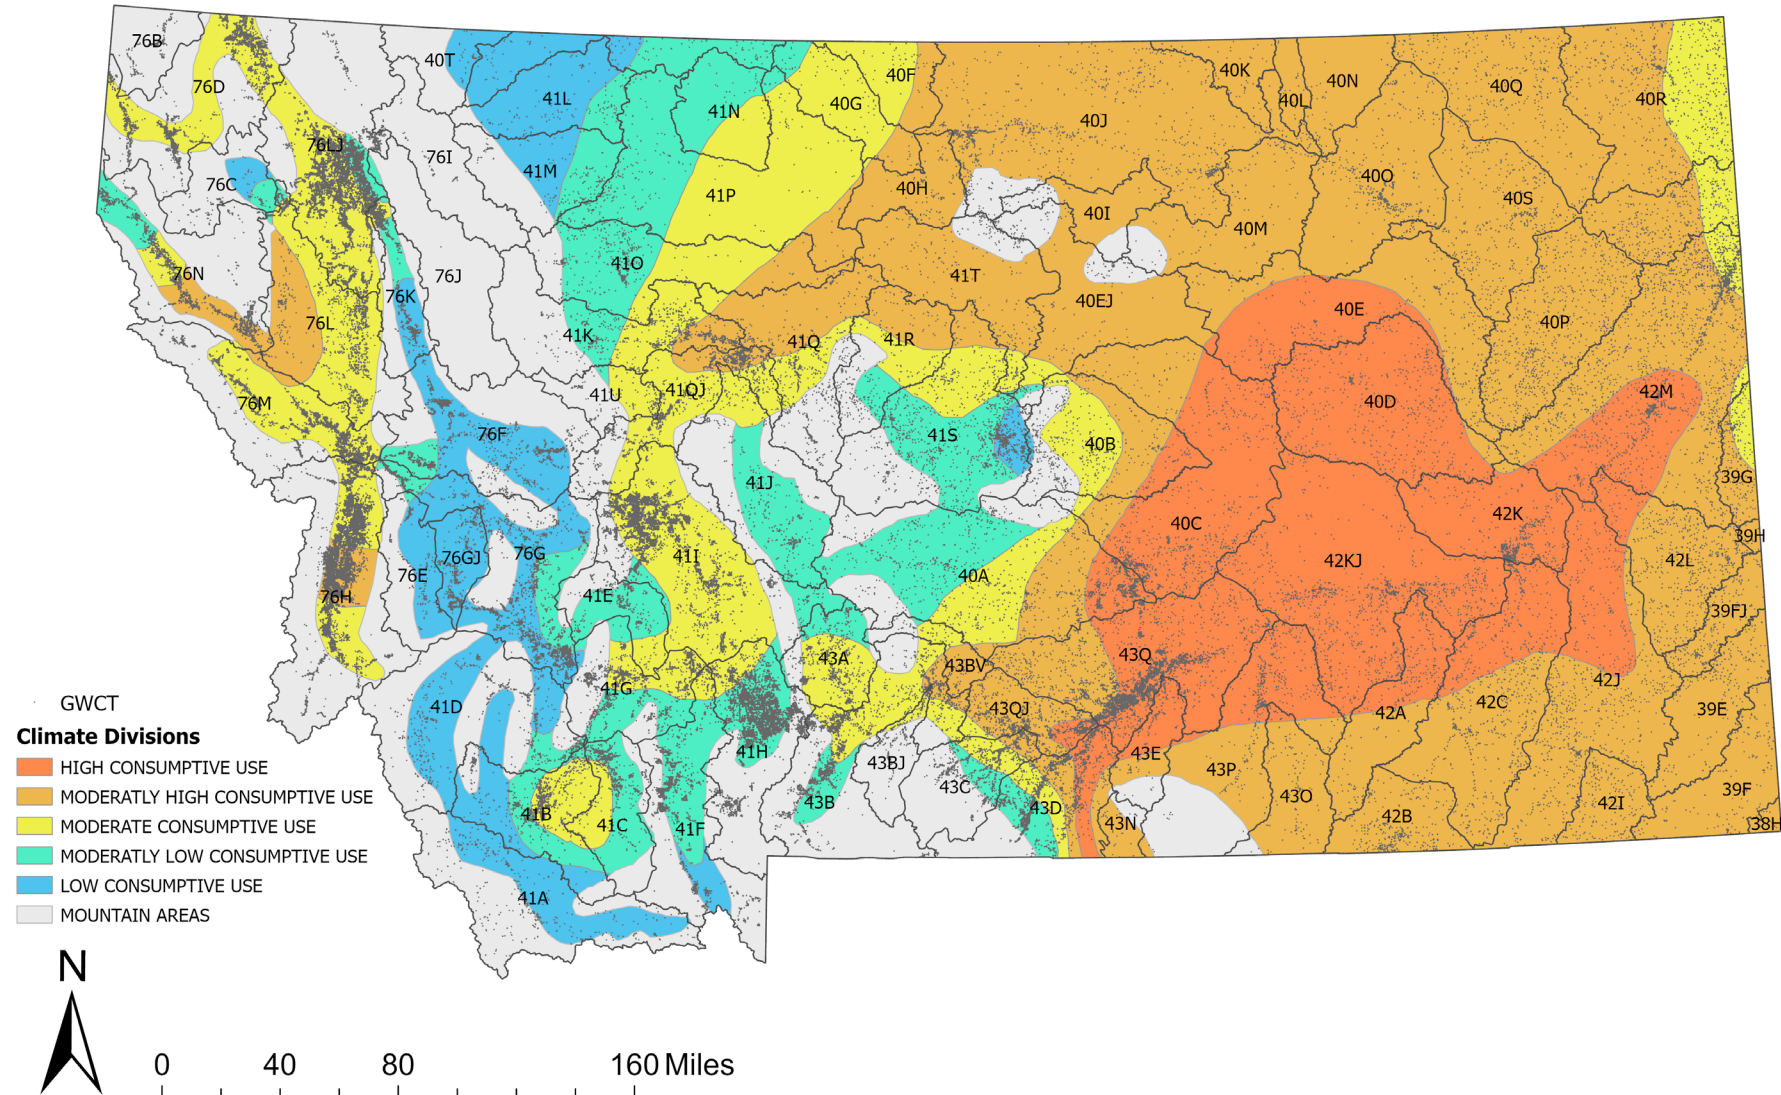 76B
40T
76D
41L
41N
40G
40F
40K
40L
40N
40Q
40R
40J
76LJ
76I
41M
76C
41P
40H
40I
40O
40S
40M
41O
76N
76J
76K
41T
40EJ
40E
40P
76L
41K
41Q
41R
41U
41QJ
76M
40D
42M
76F
41S
40B
41J
39G
40C
42K
39H
76GJ
76G
41I
42KJ
42L
76E
40A
76H
41E
39FJ
43A
43BV
43Q
41G
42J
41D
43QJ
42A
42C
39E
GWCT
Climate Divisions
HIGH CONSUMPTIVE USE
MODERATLY HIGH CONSUMPTIVE USE
MODERATE CONSUMPTIVE USE
MODERATLY LOW CONSUMPTIVE USE
LOW CONSUMPTIVE USE
MOUNTAIN AREAS
41H
43BJ
43E
43P
43C
43O
39F
41B
41C
41F
43B
43D
43N
42B
42I
38H
41A
N
0 40 80 160 Miles